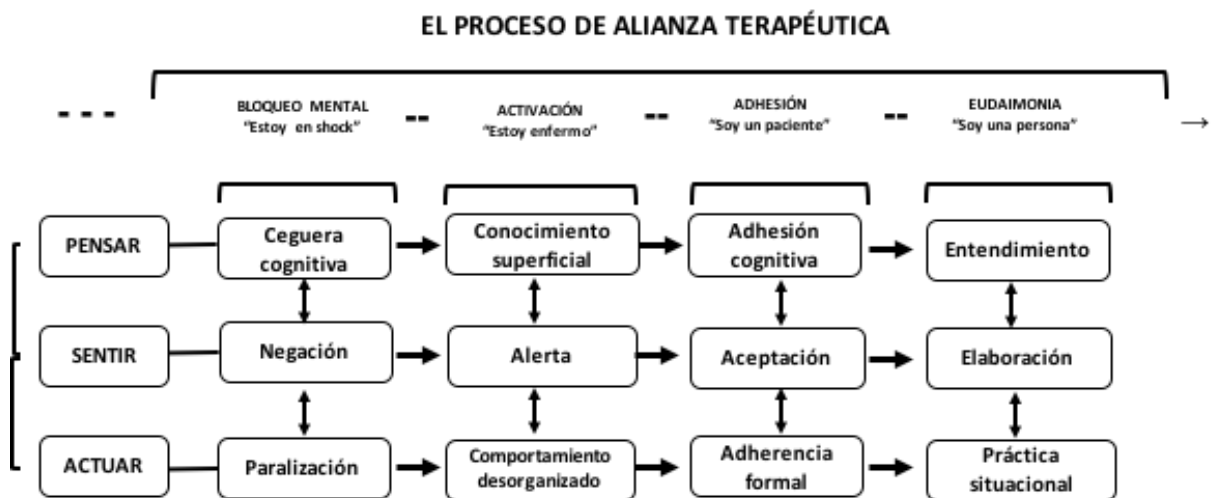 EL PROCESO DE ALIANZA TERAPÉUTICA
BLOQUEO MENTAL
"Estoy en shock"
ACTIVACIÓN
"Estoy enfermo"
ADHESIÓN
"Soy un paciente"
EUDAIMONIA
"Soy una persona"
PENSAR
Ceguera
cognitiva
Conocimiento
superficial
Adhesión
cognitiva
Entendimiento
SENTIR
Negación
Alerta
Aceptación
Elaboración
ACTUAR
Paralización
Comportamiento
desorganizado
Adherencia
formal
Práctica
situacional